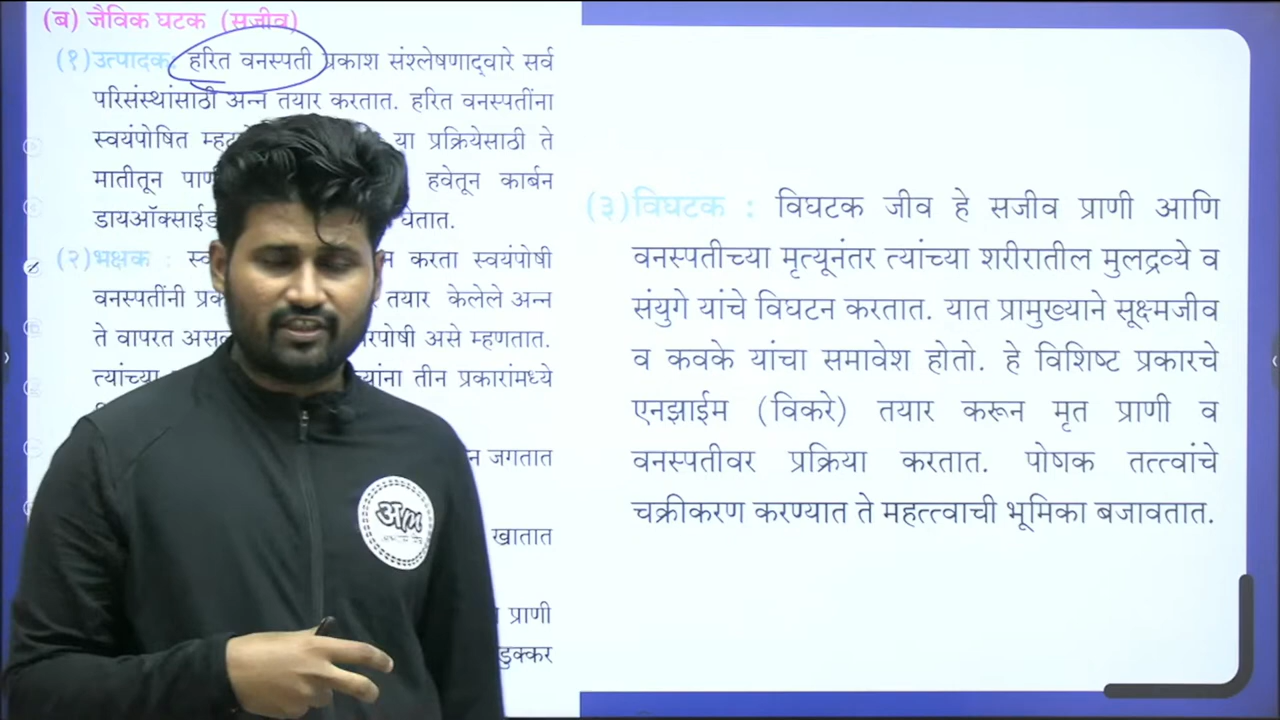 (ब) जैविक घटक (सजीव)
(१) उत्पादक : हरित वनस्पती प्रकाश संश्लेषणाद्वारे सर्व
परिसंस्थांसाठी अन्न तयार करतात. हरित वनस्पतींना
स्वयंपोषित या प्रक्रियेसाठी ते
मातीतून हवेतून कार्बन
डायऑक्साईड घेतात.
(२) भक्षक : करता स्वयंपोषी
वनस्पतींनी तयार केलेले अन्न
ते वापरत असे म्हणतात.
त्यांच्या तीन प्रकारांमध्ये
जगतात
खातात
प्राणी
डुक्कर
(३) विघटक : विघटक जीव हे सजीव प्राणी आणि
वनस्पतीच्या मृत्यूनंतर त्यांच्या शरीरातील मुलद्रव्ये व
संयुगे यांचे विघटन करतात. यात प्रामुख्याने सूक्ष्मजीव
व कवके यांचा समावेश होतो. हे विशिष्ट प्रकारचे
एनझाईम (विकरे) तयार करून मृत प्राणी व
वनस्पतीवर प्रक्रिया करतात. पोषक तत्त्वांचे
चक्रीकरण करण्यात ते महत्त्वाची भूमिका बजावतात.